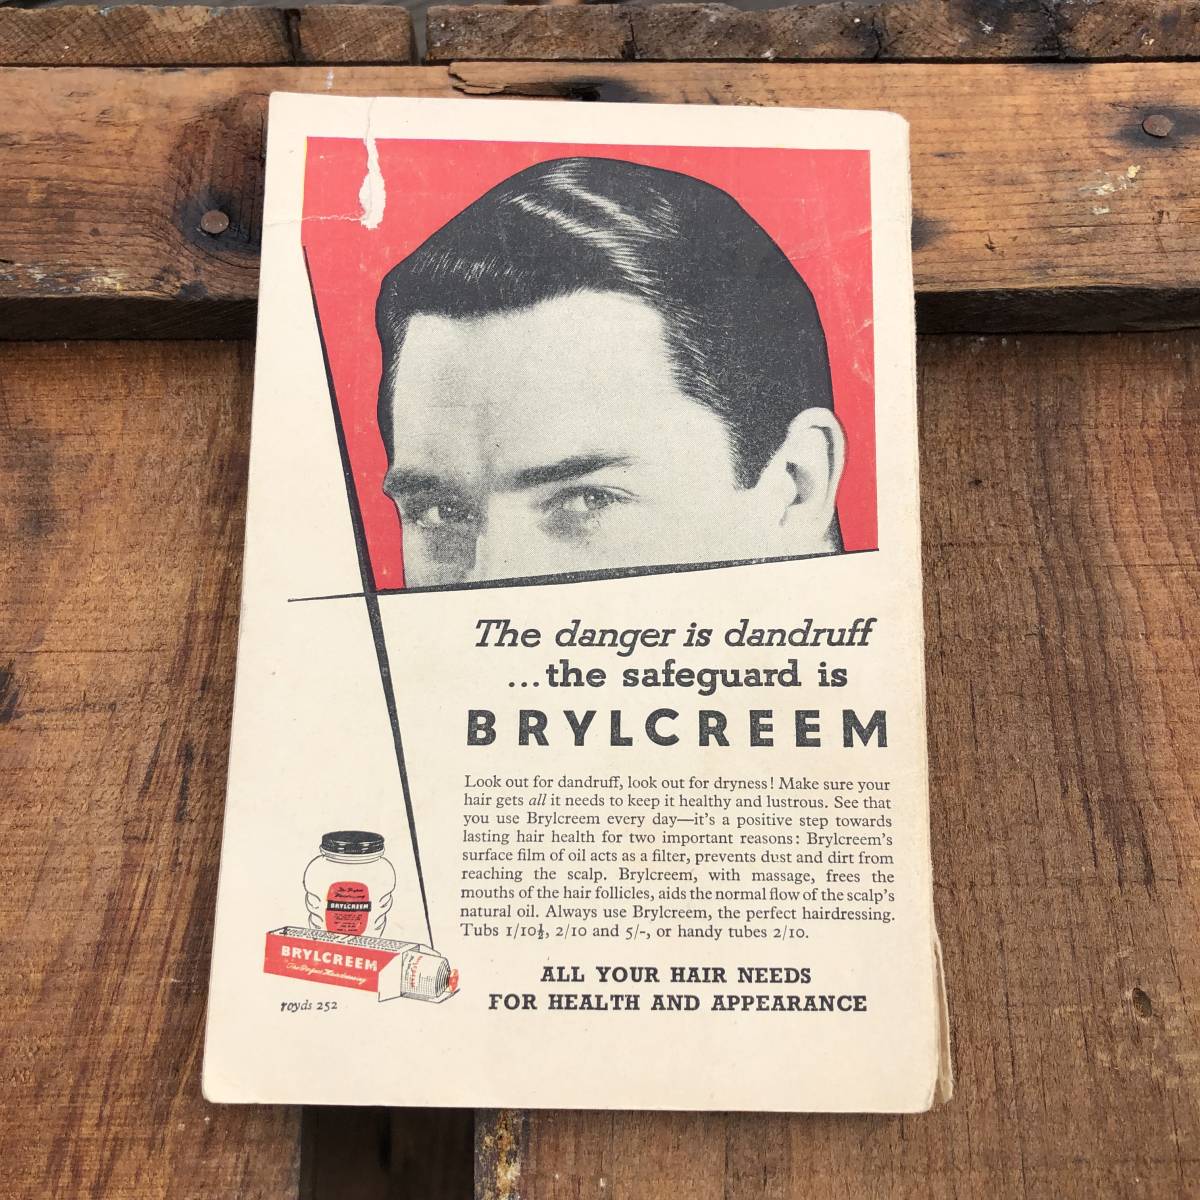 The danger is dandruff
...the safeguard is
BRYLCREEM
Look out for dandruff, look out for dryness! Make sure your
hair gets all it needs to keep it healthy and lustrous. See that
you use Brylcreem every day—it's a positive step towards
lasting hair health for two important reasons: Brylcreem's
surface film of oil acts as a filter, prevents dust and dirt from
reaching the scalp. Brylcreem, with massage, frees the
mouths of the hair follicles, aids the normal flow of the scalp's
natural oil. Always use Brylcreem, the perfect hairdressing.
Tubs 1/10½, 2/10 and 5/-, or handy tubes 2/10.
ALL YOUR HAIR NEEDS
FOR HEALTH AND APPEARANCE
The Perfect
Hairdressing
BRYLCREEM
BRYLCREEM
The Perfect Hairdressing
royds 252